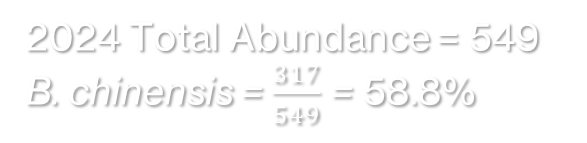 2024 Total Abundance = 549
B. chinensis = 317/549 = 58.8%